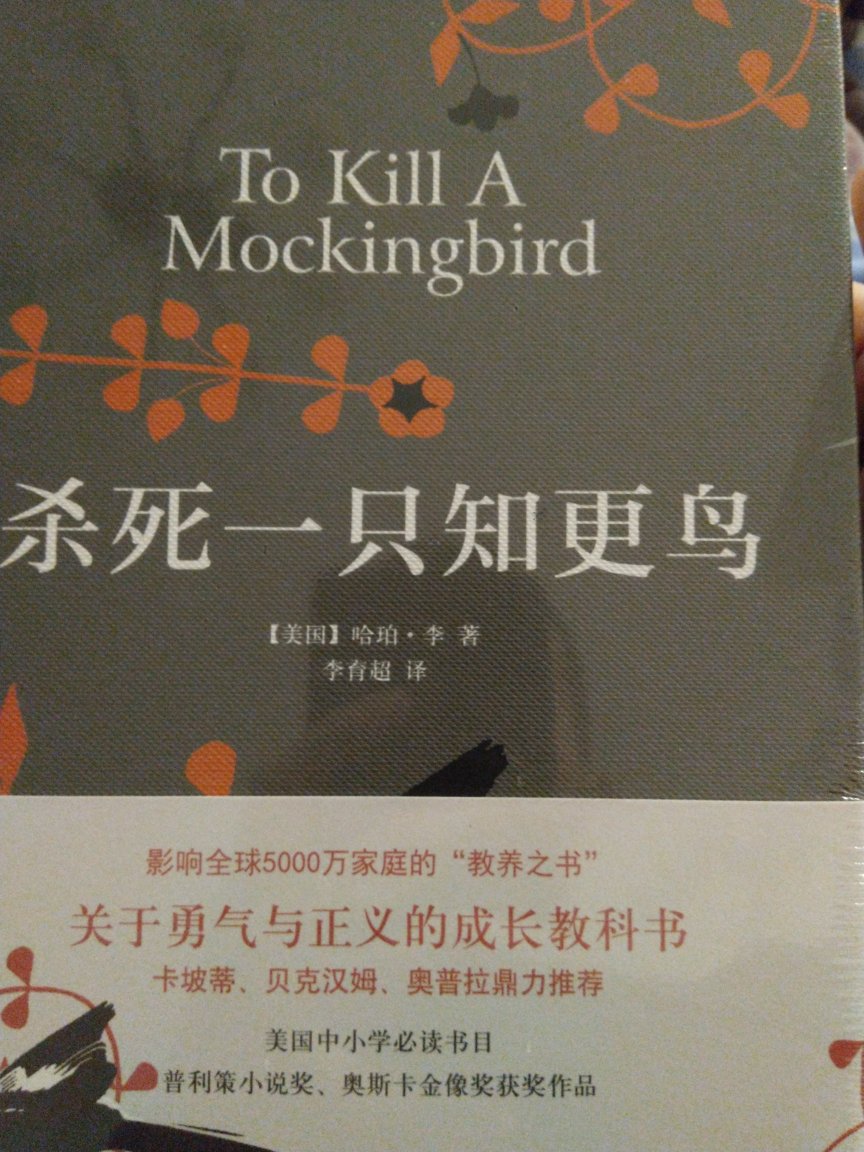 To Kill A
Mockingbird
杀死一只知更鸟
【美国】哈珀·李 著
李育超 译
影响全球5000万家庭的“教养之书”
关于勇气与正义的成长教科书
卡坡蒂、贝克汉姆、奥普拉鼎力推荐
美国中小学必读书目
普利策小说奖、奥斯卡金像奖获奖作品